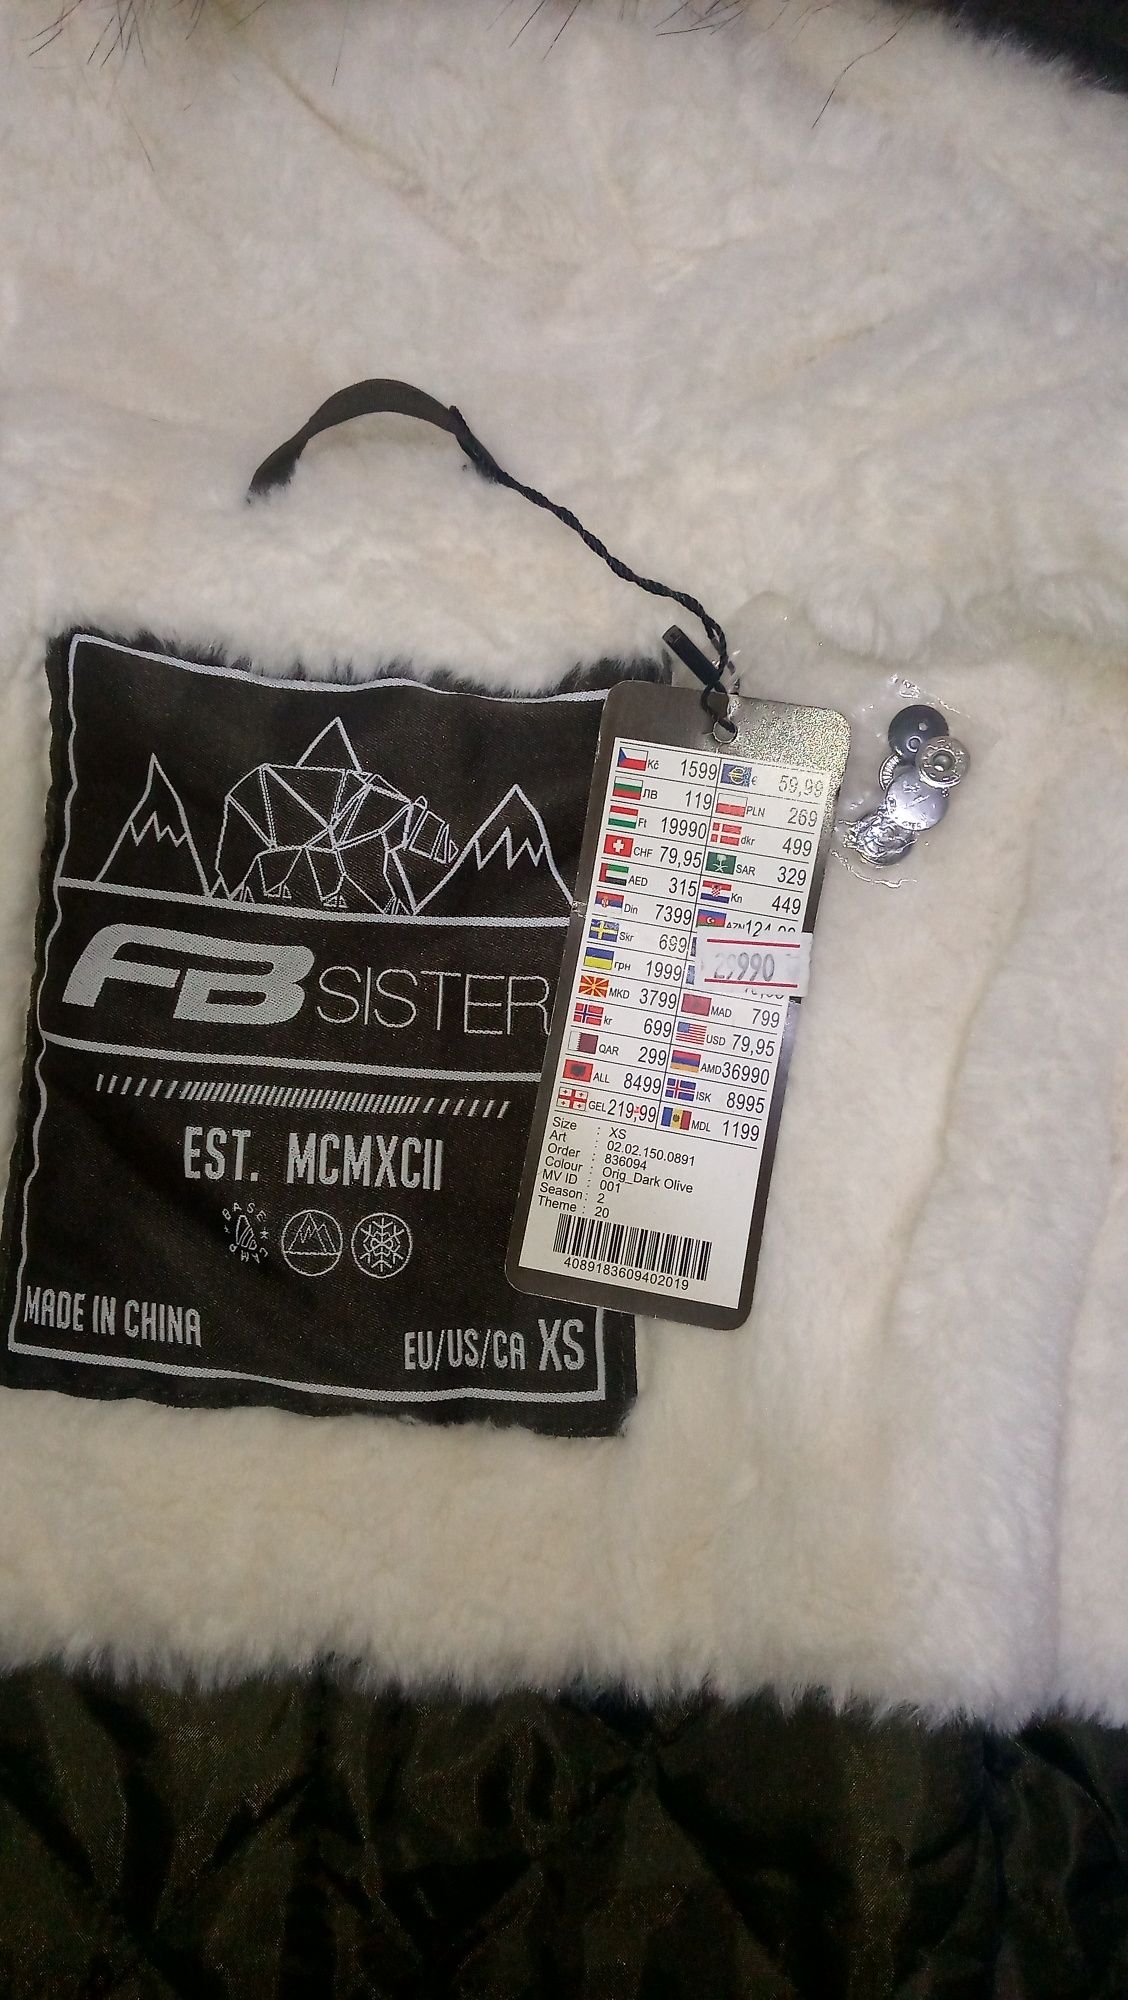 FB SISTER
EST. MCMXCII
BASE CAMP
MADE IN CHINA
EU/US/CA XS
Kč 1599 € 59,99
ЛВ 119 PLN 269
Ft 19990 dkr 499
CHF 79,95 SAR 329
AED 315 Kn 449
Din 7399 AZN
Skr 699
грн 1999
29990
MKD 3799 MAD 799
kr 699 USD 79,95
QAR 299 AMD 36990
ALL 8499 ISK 8995
GEL 219,99 MDL 1199
Size : XS
Art : 02.02.150.0891
Order : 836094
Colour : Orig_Dark Olive
MV ID : 001
Season : 2
Theme : 20
4089183609402019